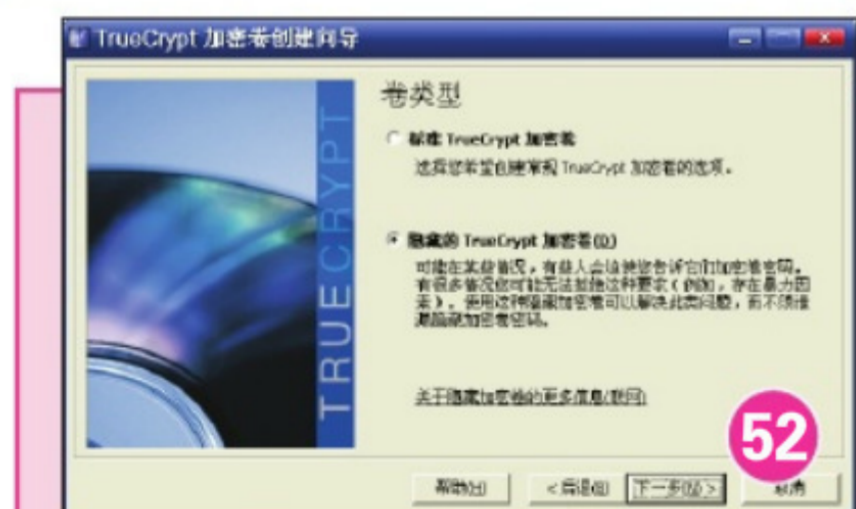 TrueCrypt 加密卷创建向导
TRUECRYPT
卷类型
标准 TrueCrypt 加密卷
选择您希望创建常规 TrueCrypt 加密卷的选项。
隐藏的 TrueCrypt 加密卷(D)
可能在某些情况，有些人会迫使您告诉它们加密卷密码。
有很多情况您可能无法拒绝这种要求(例如，存在暴力因
素)。使用这种隐藏加密卷可以解决此类问题，而不须泄
漏隐藏加密卷密码。
关于隐藏加密卷的更多信息(联网)
52
帮助(H)
<后退(B)
下一步(N)>
取消